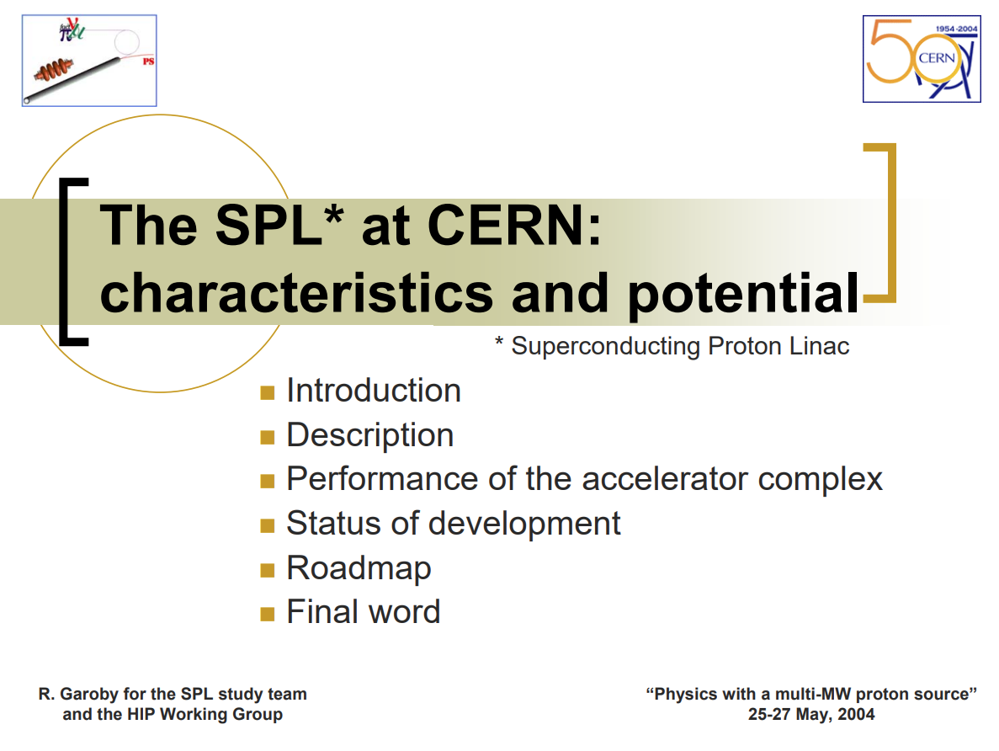 PS
1954-2004
50
CERN
The SPL* at CERN:
characteristics and potential
* Superconducting Proton Linac
Introduction
Description
Performance of the accelerator complex
Status of development
Roadmap
Final word
R. Garoby for the SPL study team
and the HIP Working Group
“Physics with a multi-MW proton source”
25-27 May, 2004